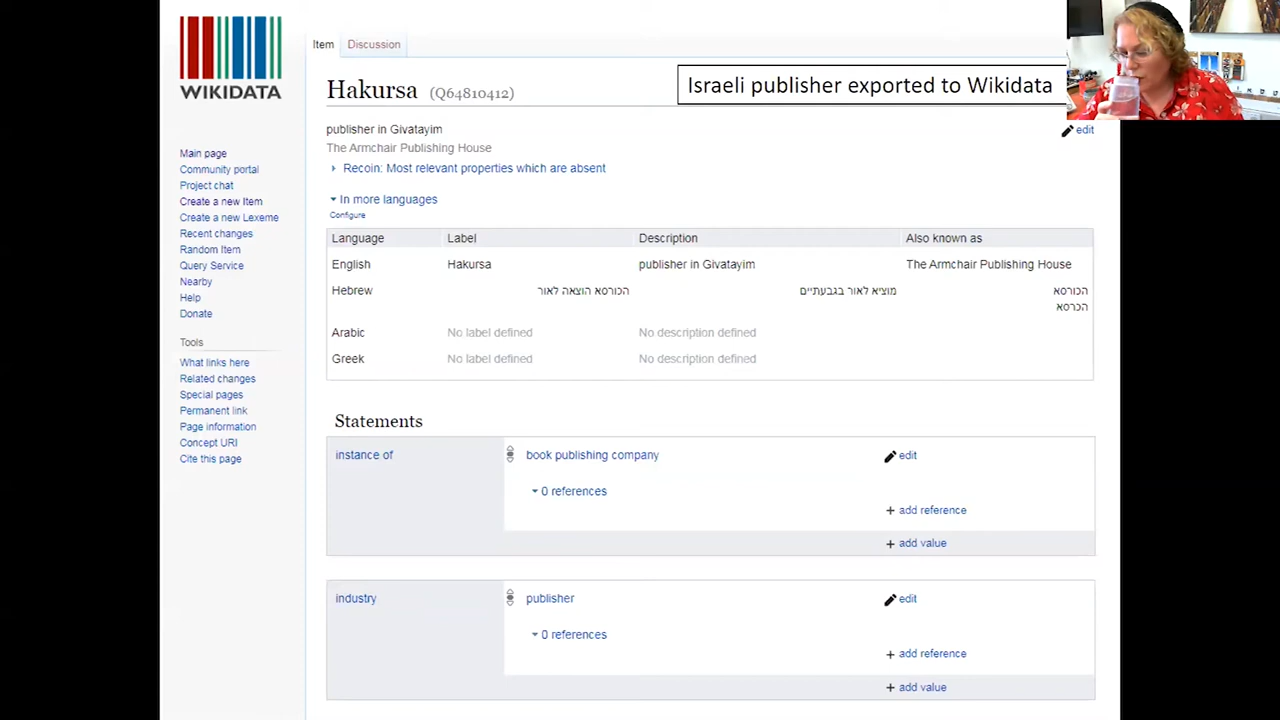 WIKIDATA
Item Discussion
Israeli publisher exported to Wikidata
Hakursa (Q64810412)
publisher in Givatayim
edit
The Armchair Publishing House
Recoin: Most relevant properties which are absent
In more languages
Configure
Language Label Description Also known as
English Hakursa publisher in Givatayim The Armchair Publishing House
Hebrew הכורסא הוצאה לאור מוציא לאור בגבעתיים הכורסא
הכרסא
Arabic No label defined No description defined
Greek No label defined No description defined
Main page
Community portal
Project chat
Create a new Item
Create a new Lexeme
Recent changes
Random Item
Query Service
Nearby
Help
Donate
Tools
What links here
Related changes
Special pages
Permanent link
Page information
Concept URI
Cite this page
Statements
instance of book publishing company edit
0 references
+ add reference
+ add value
industry publisher edit
0 references
+ add reference
+ add value